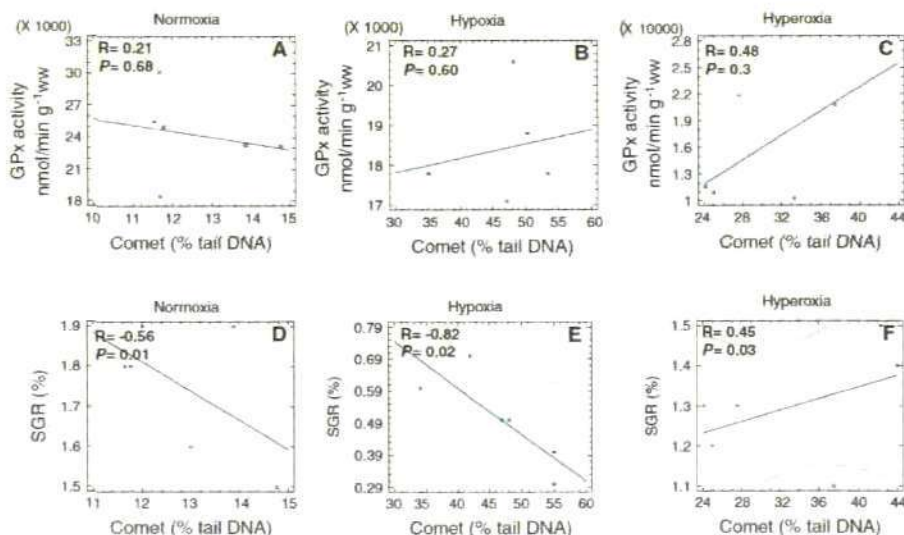 (X 1000) Normoxia
A
R= 0.21
P= 0.68
GPx activity
nmol/min g⁻¹ww
33
30
27
24
21
18
10 11 12 13 14 15
Comet (% tail DNA)
(X 1000) Hypoxia
B
R= 0.27
P= 0.60
GPx activity
nmol/min g⁻¹ww
21
20
19
18
17
30 35 40 45 50 55 60
Comet (% tail DNA)
(X 10000) Hyperoxia
C
R= 0.48
P= 0.3
GPx activity
nmol/min g⁻¹ww
2.8
2.5
2.2
1.9
1.6
1.3
1
24 28 32 36 40 44
Comet (% tail DNA)
Normoxia
D
R= -0.56
P= 0.01
SGR (%)
1.9
1.8
1.7
1.6
1.5
11 12 13 14 15
Comet (% tail DNA)
Hypoxia
E
R= -0.82
P= 0.02
SGR (%)
0.79
0.69
0.59
0.49
0.39
0.29
30 35 40 45 50 55 60
Comet (% tail DNA)
Hyperoxia
F
R= 0.45
P= 0.03
SGR (%)
1.5
1.4
1.3
1.2
1.1
24 28 32 36 40 44
Comet (% tail DNA)